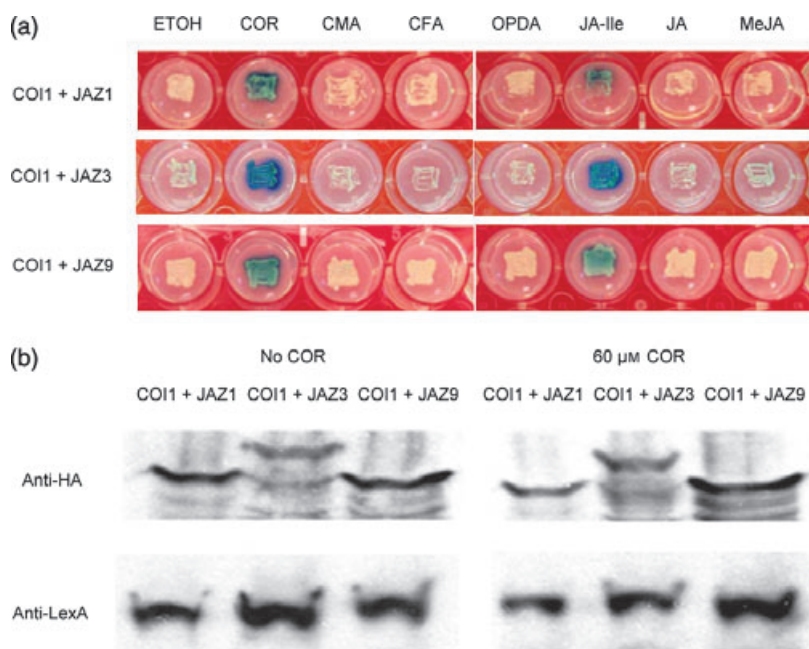 (a)
ETOH COR CMA CFA OPDA JA-Ile JA MeJA
COI1 + JAZ1
COI1 + JAZ3
COI1 + JAZ9
(b)
No COR 60 µM COR
COI1 + JAZ1 COI1 + JAZ3 COI1 + JAZ9 COI1 + JAZ1 COI1 + JAZ3 COI1 + JAZ9
Anti-HA
Anti-LexA